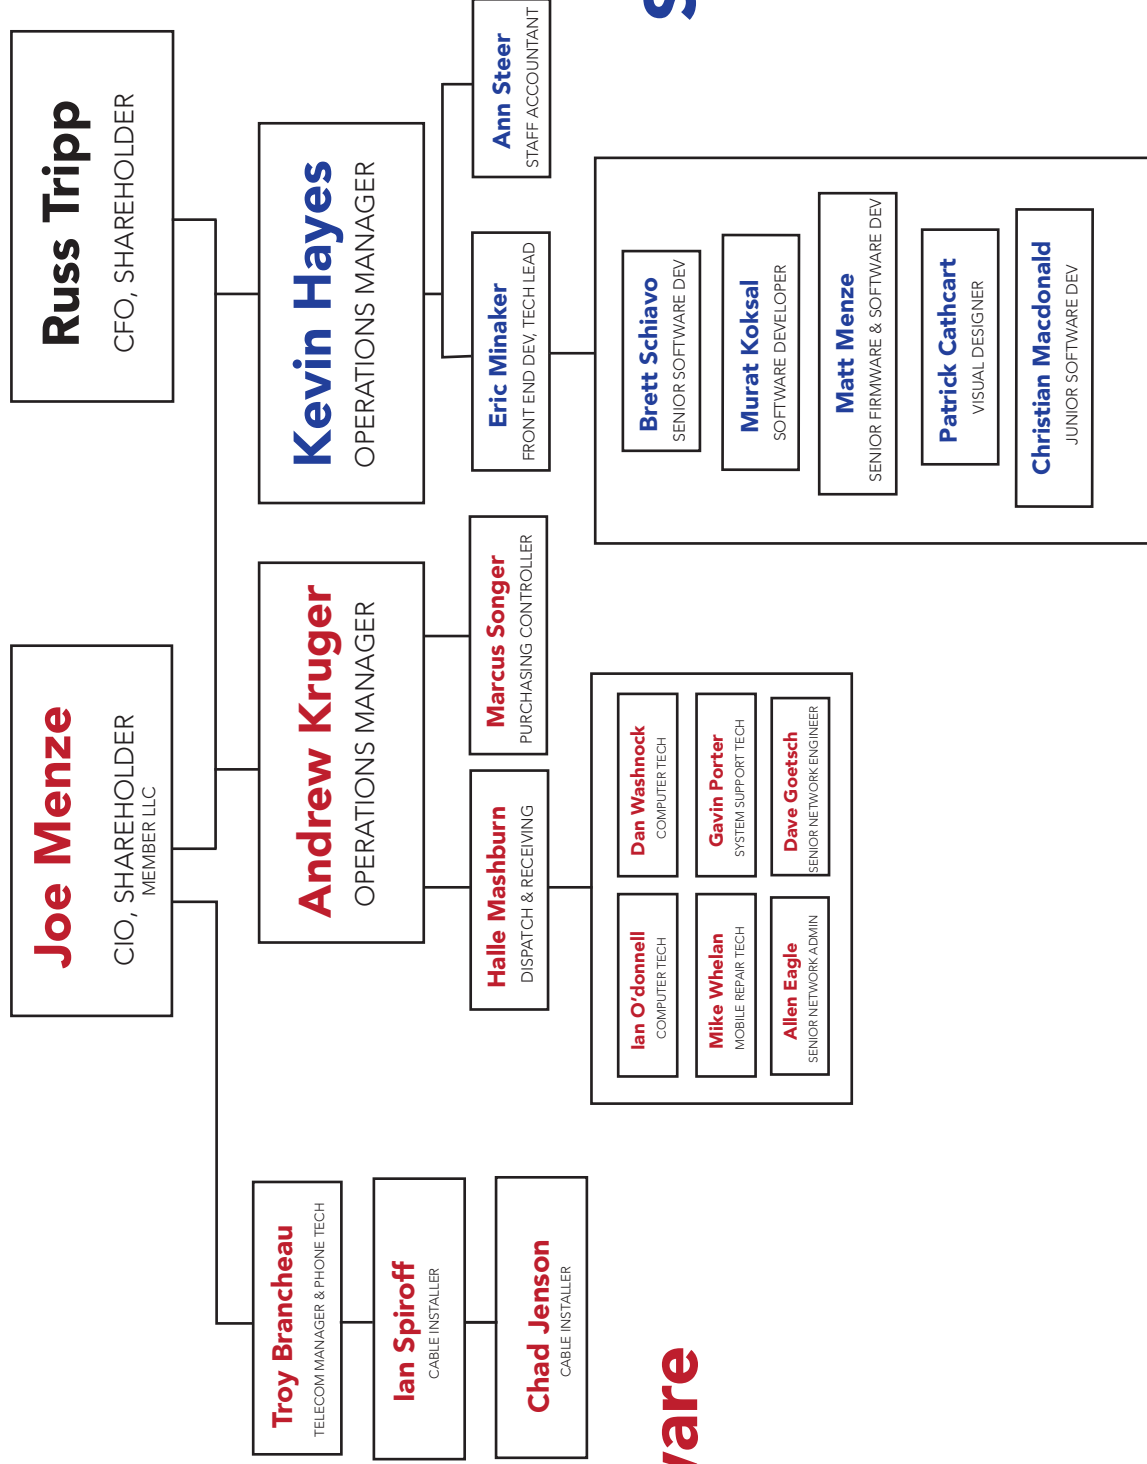 Joe Menze
CIO, SHAREHOLDER
MEMBER LLC
Russ Tripp
CFO, SHAREHOLDER
Troy Brancheau
TELECOM MANAGER & PHONE TECH
Ian Spiroff
CABLE INSTALLER
Chad Jenson
CABLE INSTALLER
Andrew Kruger
OPERATIONS MANAGER
Halle Mashburn
DISPATCH & RECEIVING
Marcus Songer
PURCHASING CONTROLLER
Ian O'donnell
COMPUTER TECH
Dan Washnock
COMPUTER TECH
Mike Whelan
MOBILE REPAIR TECH
Gavin Porter
SYSTEM SUPPORT TECH
Allen Eagle
SENIOR NETWORK ADMIN
Dave Goetsch
SENIOR NETWORK ENGINEER
Kevin Hayes
OPERATIONS MANAGER
Eric Minaker
FRONT END DEV, TECH LEAD
Ann Steer
STAFF ACCOUNTANT
Brett Schiavo
SENIOR SOFTWARE DEV
Murat Koksal
SOFTWARE DEVELOPER
Matt Menze
SENIOR FIRMWARE & SOFTWARE DEV
Patrick Cathcart
VISUAL DESIGNER
Christian Macdonald
JUNIOR SOFTWARE DEV